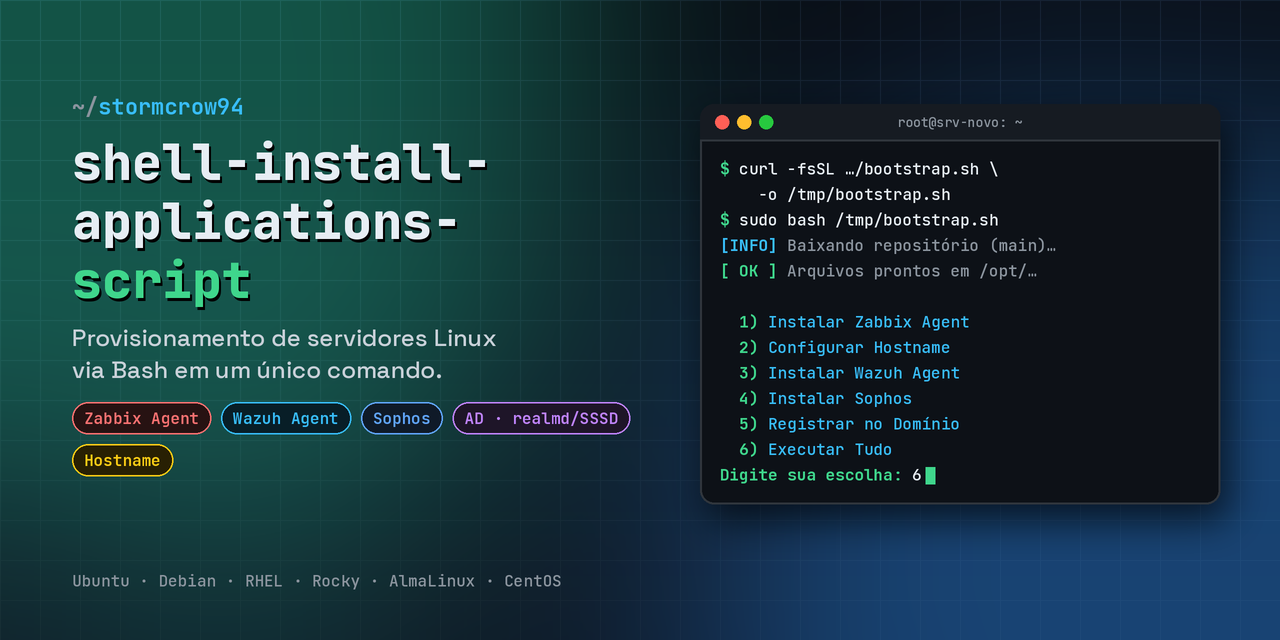 ~/stormcrow94
shell-install-
applications-
script
Provisionamento de servidores Linux
via Bash em um único comando.
Zabbix Agent
Wazuh Agent
Sophos
AD · realmd/SSSD
Hostname
Ubuntu · Debian · RHEL · Rocky · AlmaLinux · CentOS
root@srv-novo: ~
$ curl -fsSL …/bootstrap.sh \
-o /tmp/bootstrap.sh
$ sudo bash /tmp/bootstrap.sh
[INFO] Baixando repositório (main)…
[ OK ] Arquivos prontos em /opt/…
1) Instalar Zabbix Agent
2) Configurar Hostname
3) Instalar Wazuh Agent
4) Instalar Sophos
5) Registrar no Domínio
6) Executar Tudo
Digite sua escolha: 6